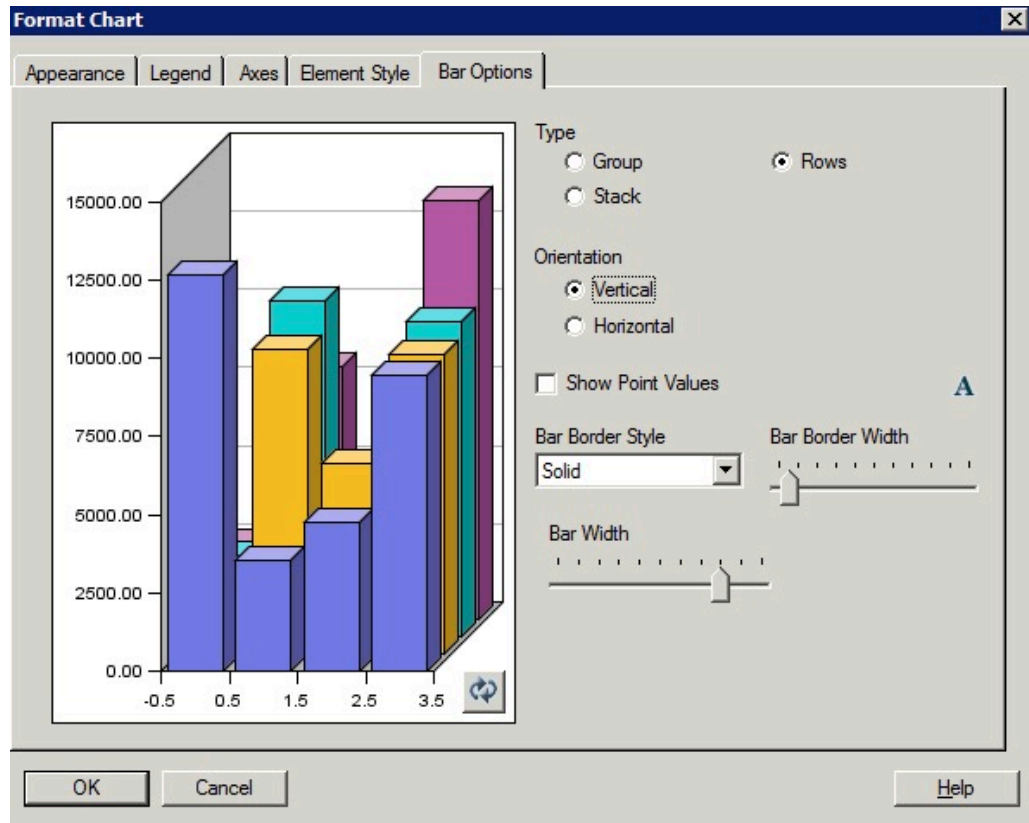 Format Chart
Appearance Legend Axes Element Style Bar Options
Type
Group Rows
Stack
Orientation
Vertical
Horizontal
Show Point Values A
Bar Border Style Bar Border Width
Solid
Bar Width
15000.00
12500.00
10000.00
7500.00
5000.00
2500.00
0.00
-0.5 0.5 1.5 2.5 3.5
OK Cancel Help